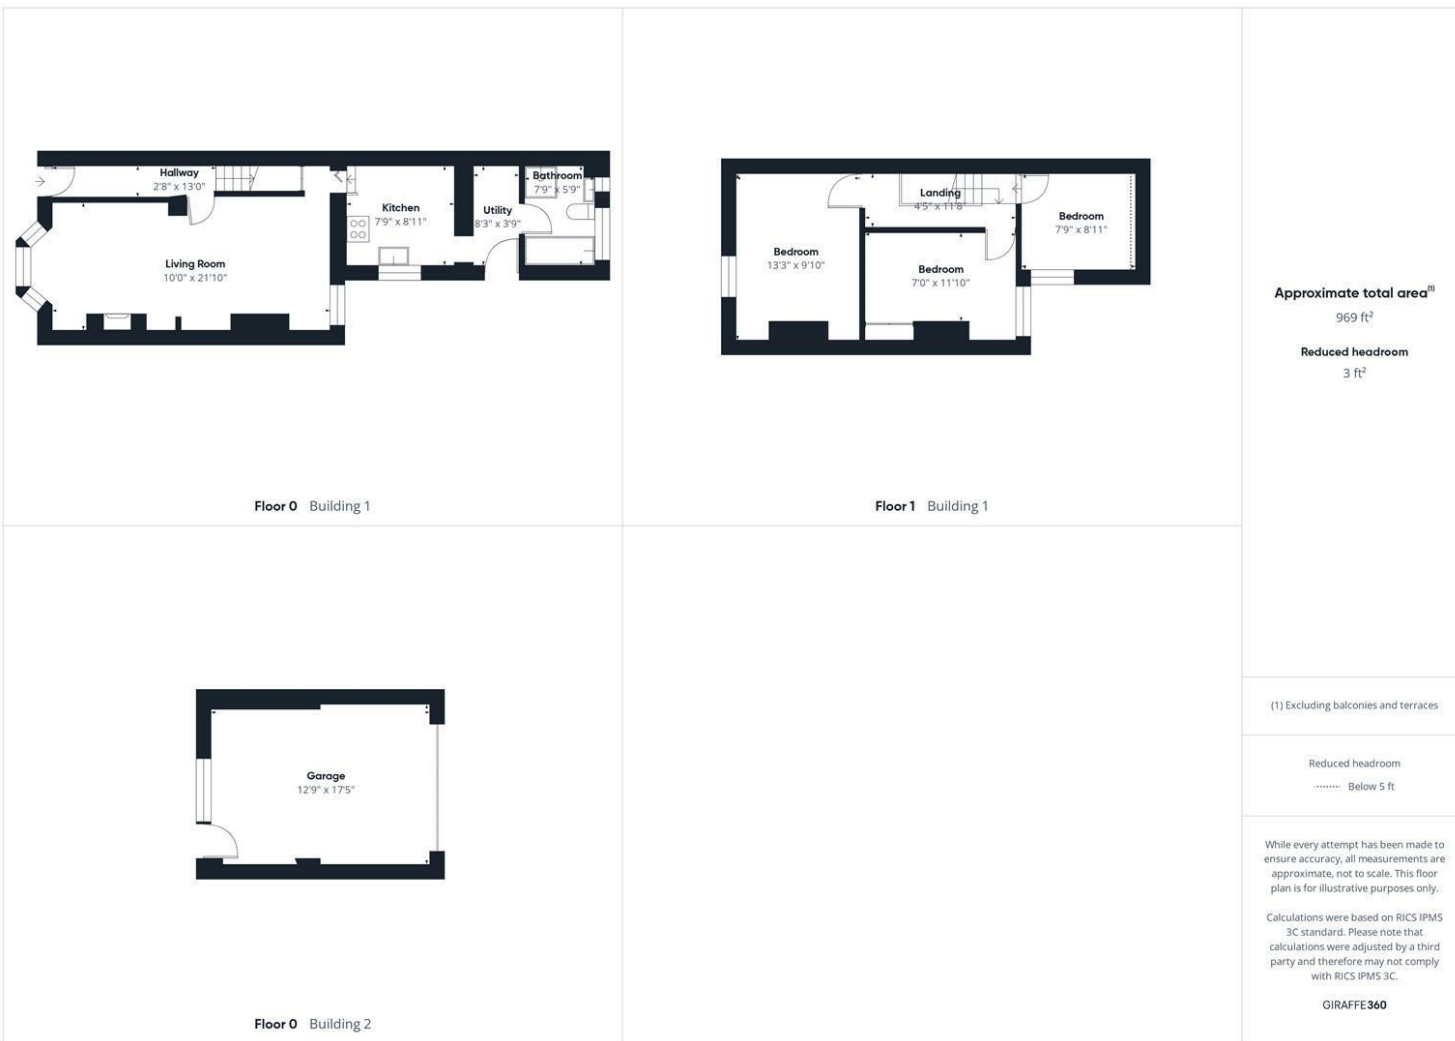 Hallway
2'8" x 13'0"
Kitchen
7'9" x 8'11"
Utility
8'3" x 3'9"
Bathroom
7'9" x 5'9"
Living Room
10'0" x 21'10"
Floor 0 Building 1
Landing
4'5" x 11'8"
Bedroom
7'9" x 8'11"
Bedroom
13'3" x 9'10"
Bedroom
7'0" x 11'10"
Floor 1 Building 1
Garage
12'9" x 17'5"
Floor 0 Building 2
Approximate total area(1)
969 ft²
Reduced headroom
3 ft²
(1) Excluding balconies and terraces
Reduced headroom
Below 5 ft
While every attempt has been made to
ensure accuracy, all measurements are
approximate, not to scale. This floor
plan is for illustrative purposes only.
Calculations were based on RICS IPMS
3C standard. Please note that
calculations were adjusted by a third
party and therefore may not comply
with RICS IPMS 3C.
GIRAFFE360